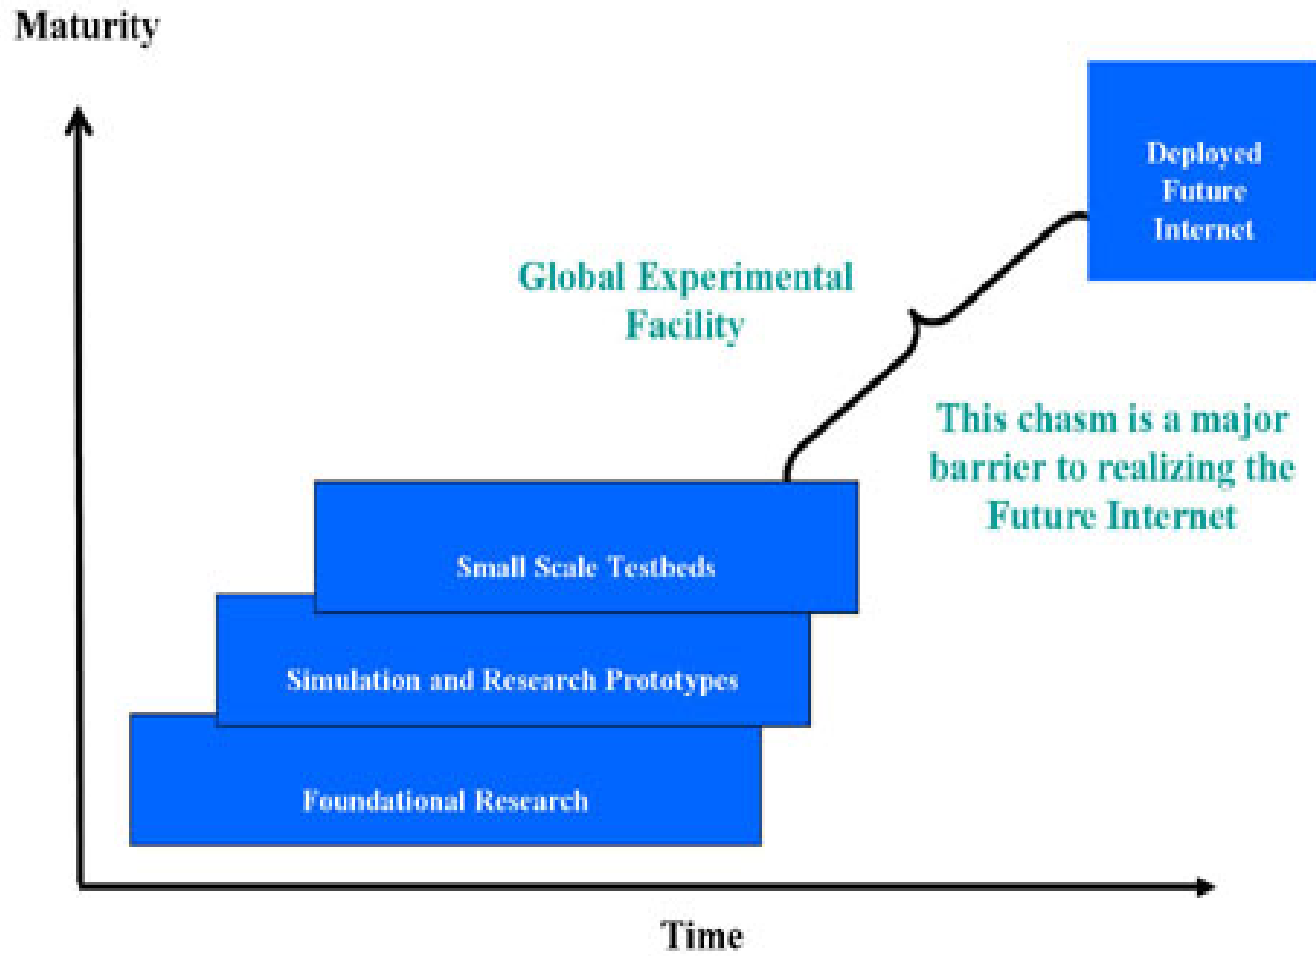 Maturity
Deployed
Future
Internet
Global Experimental
Facility
This chasm is a major
barrier to realizing the
Future Internet
Small Scale Testbeds
Simulation and Research Prototypes
Foundational Research
Time